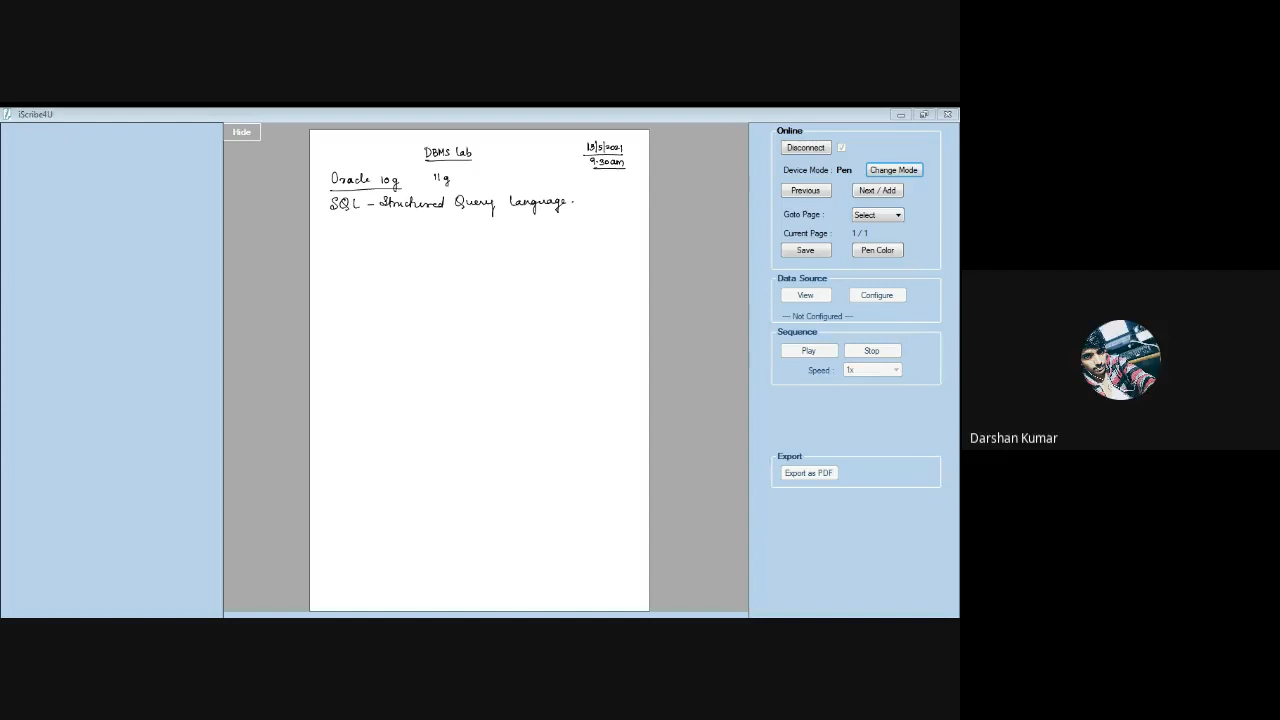 iScribe4U
Hide
DBMS Lab
18/5/2021
9.30am
Oracle 10g 11g
SQL - Structured Query Language.
Online
Disconnect
Device Mode : Pen Change Mode
Previous Next / Add
Goto Page : Select
Current Page : 1 / 1
Save Pen Color
Data Source
View Configure
--- Not Configured ---
Sequence
Play Stop
Speed : 1x
Export
Export as PDF
Darshan Kumar